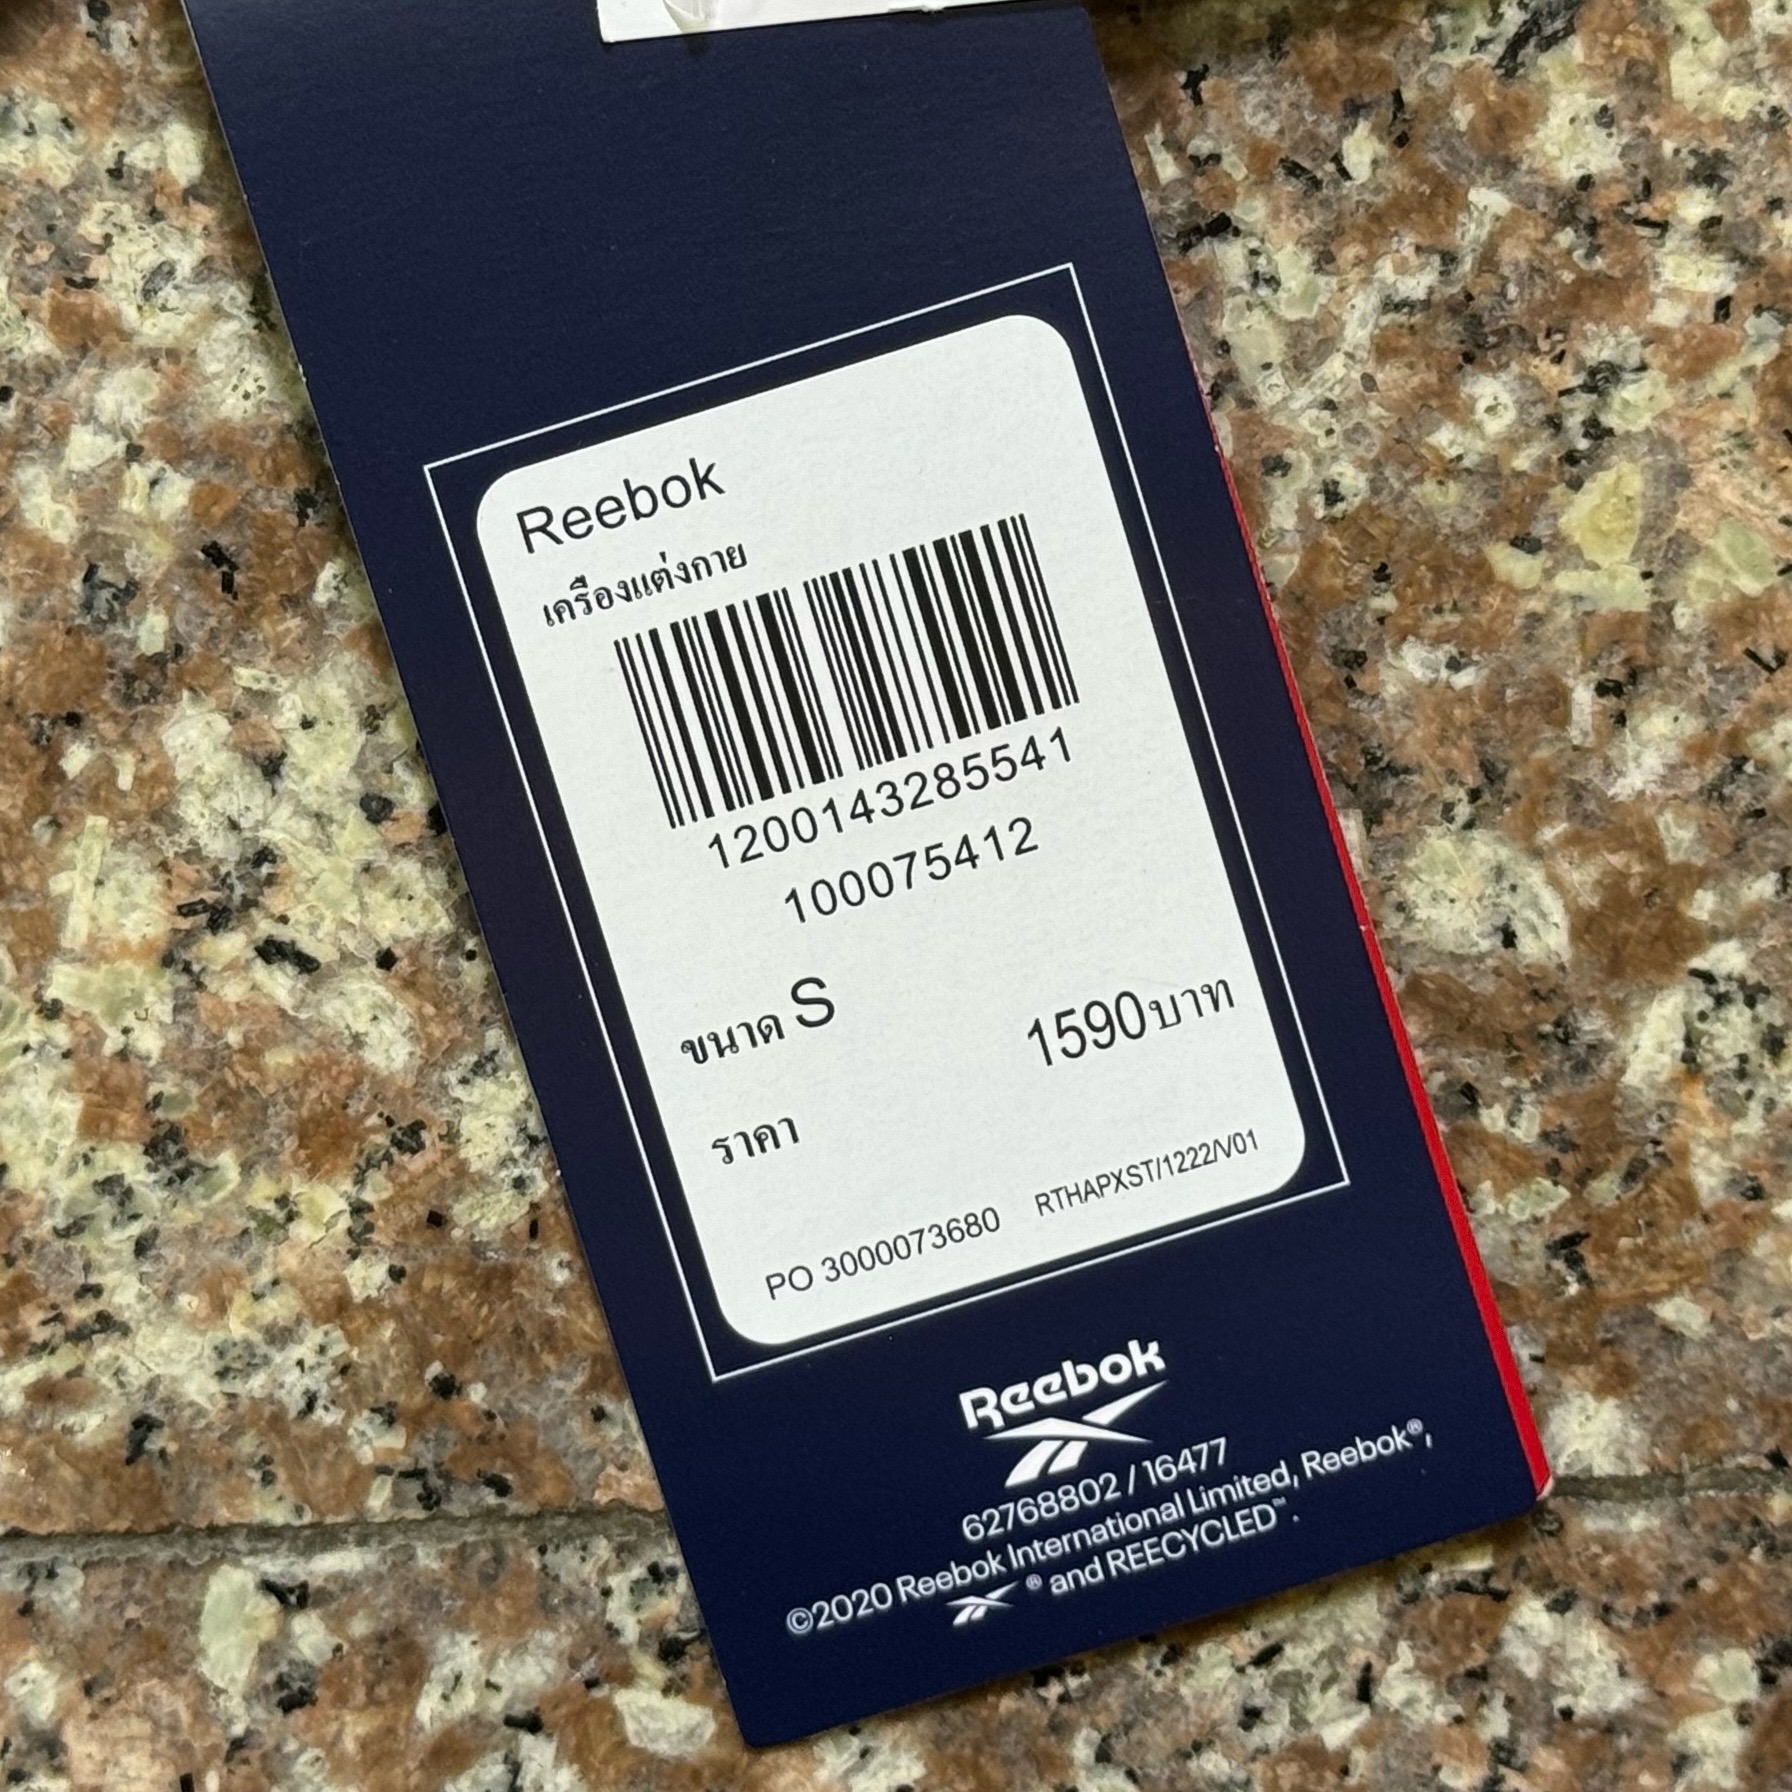 Reebok
เครื่องแต่งกาย
1200143285541
100075412
ขนาด S
1590บาท
ราคา
PO 3000073680 RTHAPXST/1222/V01
Reebok
62768802 / 16477
©2020 Reebok International Limited, Reebok®,
® and REECYCLED™.